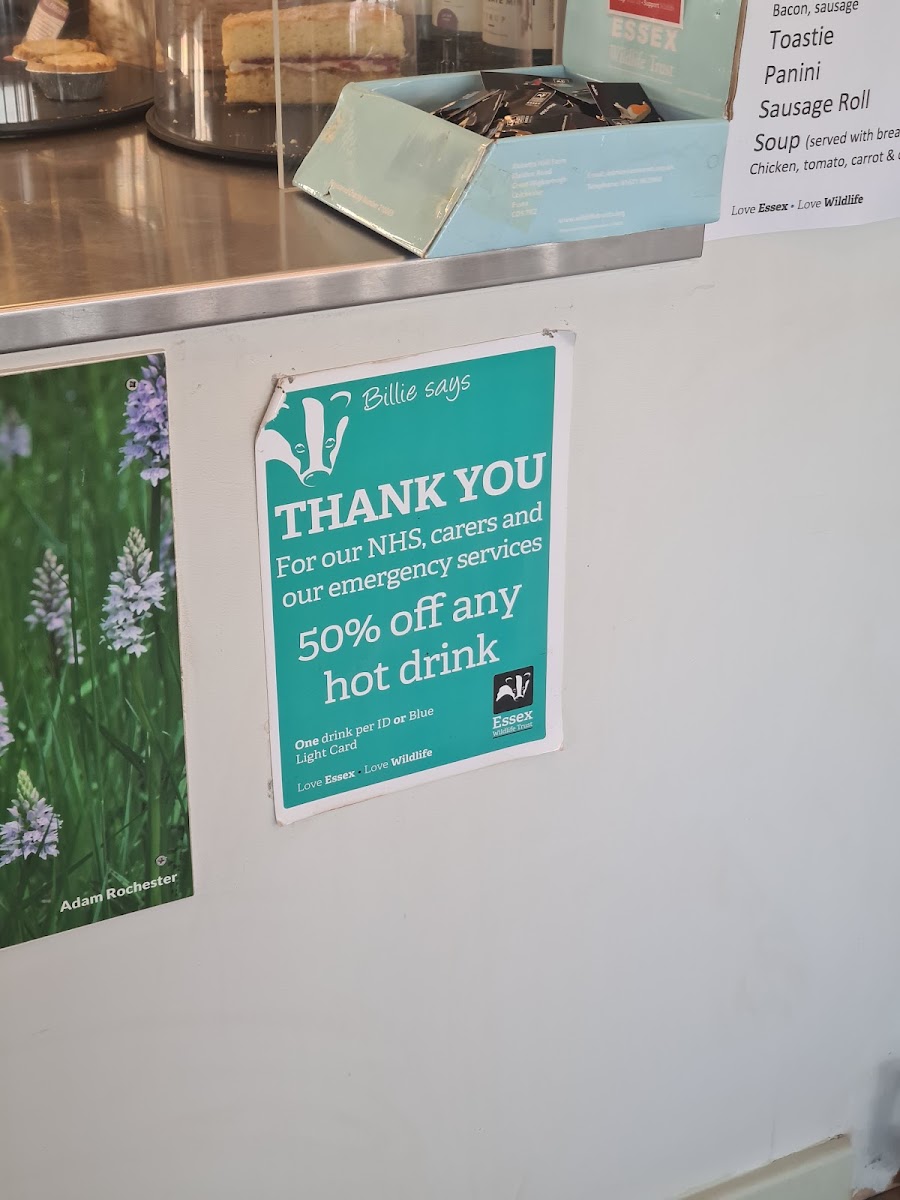 ESSEX
Wildlife Trust
Bacon, sausage
Toastie
Panini
Sausage Roll
Soup (served with brea
Chicken, tomato, carrot &
Love Essex • Love Wildlife
Billie says
THANK YOU
For our NHS, carers and
our emergency services
50% off any
hot drink
One drink per ID or Blue
Light Card
Love Essex • Love Wildlife
Essex
Wildlife Trust
Adam Rochester